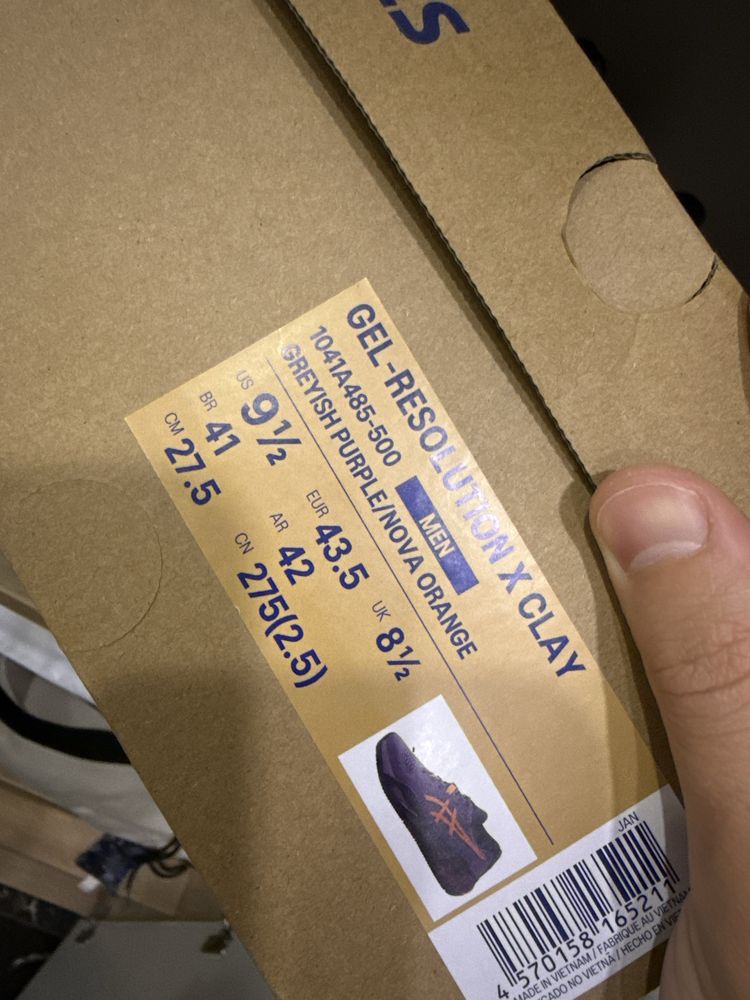 GEL-RESOLUTION X CLAY
1041A485-500 MEN
GREYISH PURPLE/NOVA ORANGE
US 9½ EUR 43.5 UK 8½
BR 41 AR 42
CM 27.5 CN 275(2.5)
JAN
4 570158 165211
MADE IN VIETNAM / FABRIQUÉ AU VIETNAM
NO VIETNÃ / HECHO EN